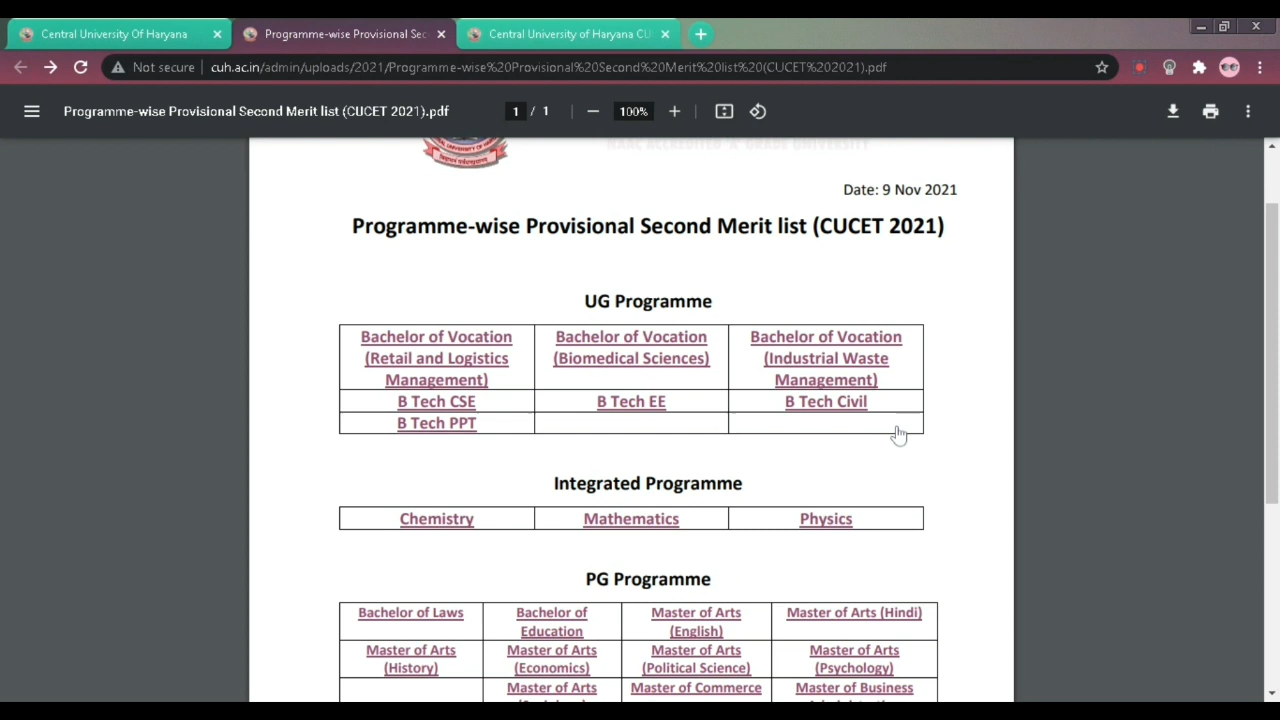 Central University Of Haryana
Programme-wise Provisional Sec
Central University of Haryana CU
Not secure
cuh.ac.in/admin/uploads/2021/Programme-wise%20Provisional%20Second%20Merit%20list%20(CUCET%202021).pdf
Programme-wise Provisional Second Merit list (CUCET 2021).pdf
1 / 1
100%
NAAC ACCREDITED 'A' GRADE UNIVERSITY
Date: 9 Nov 2021
Programme-wise Provisional Second Merit list (CUCET 2021)
UG Programme
Bachelor of Vocation
(Retail and Logistics
Management)
Bachelor of Vocation
(Biomedical Sciences)
Bachelor of Vocation
(Industrial Waste
Management)
B Tech CSE
B Tech EE
B Tech Civil
B Tech PPT
Integrated Programme
Chemistry
Mathematics
Physics
PG Programme
Bachelor of Laws
Bachelor of
Education
Master of Arts
(English)
Master of Arts (Hindi)
Master of Arts
(History)
Master of Arts
(Economics)
Master of Arts
(Political Science)
Master of Arts
(Psychology)
Master of Arts
Master of Commerce
Master of Business